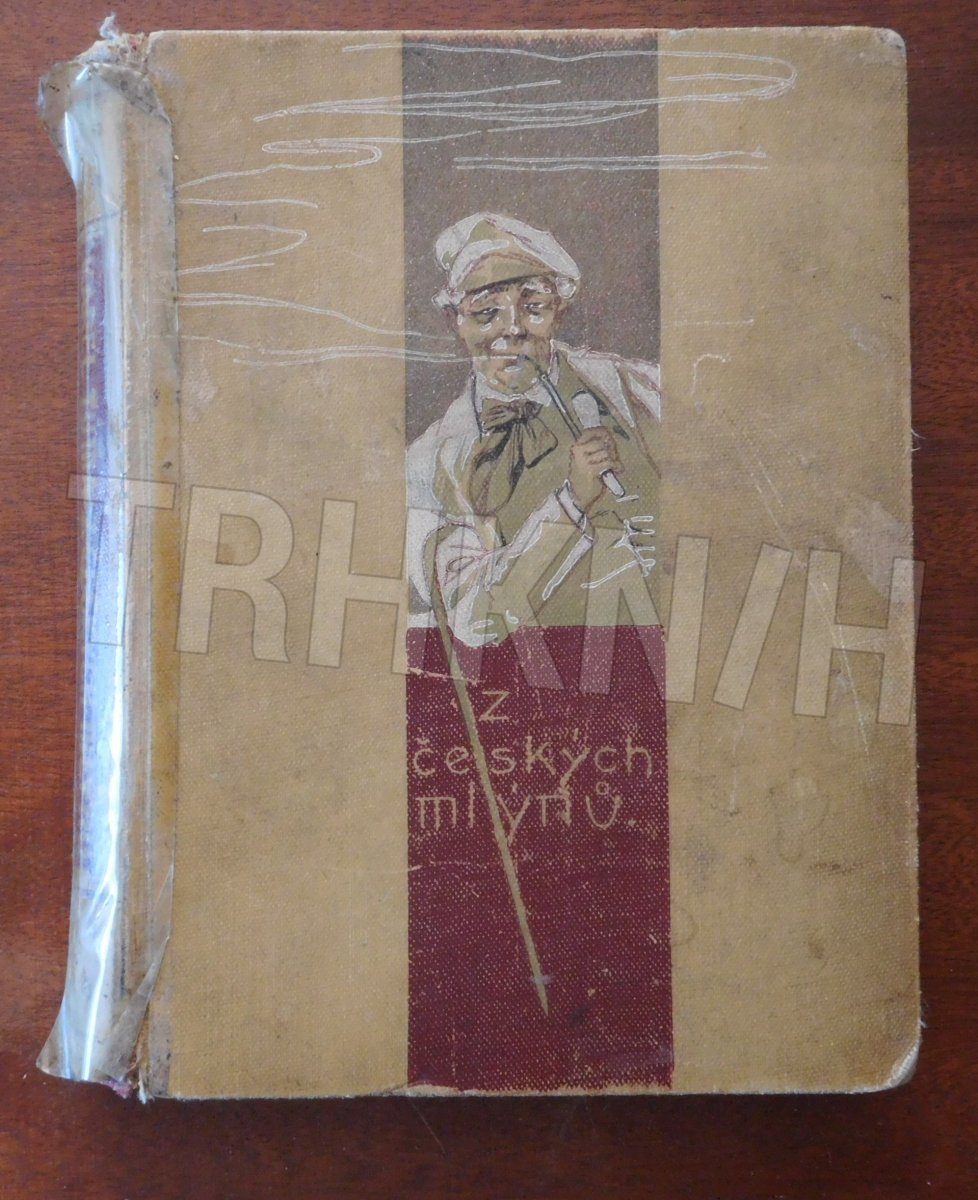 TRHKNIH
z
českých
mlýnů.